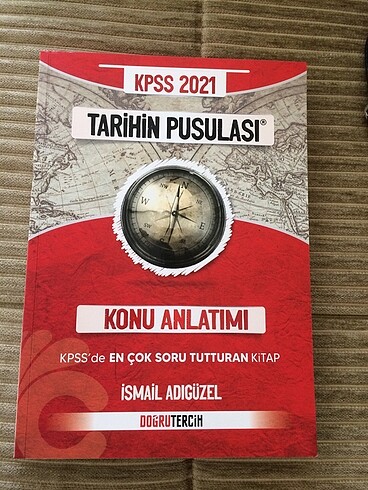 KPSS 2021
TARİHİN PUSULASI®
N
E
S
W
KONU ANLATIMI
KPSS'de EN ÇOK SORU TUTTURAN KİTAP
İSMAİL ADIGÜZEL
DOĞRUTERCİH